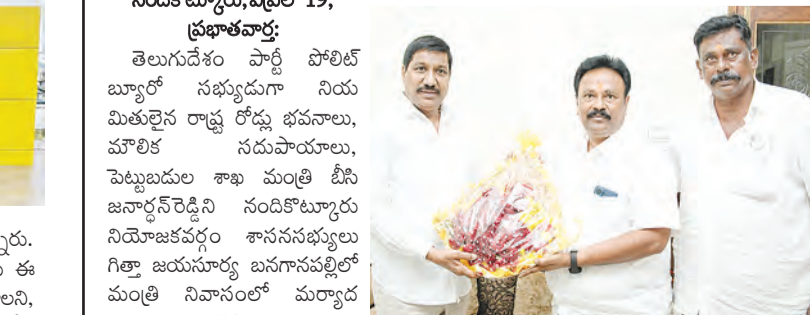 నందికొట్కూరు, ఏప్రిల్ 19,
ప్రభాతవార్త:
తెలుగుదేశం పార్టీ పోలిట్
బ్యూరో సభ్యుడుగా నియ
మితులైన రాష్ట్ర రోడ్లు భవనాలు,
మౌలిక సదుపాయాలు,
పెట్టుబడుల శాఖ మంత్రి బీసి
జనార్ధన్‌రెడ్డిని నందికొట్కూరు
నియోజకవర్గం శాసనసభ్యులు
గిత్తా జయసూర్య బనగానపల్లిలో
మంత్రి నివాసంలో మర్యాద
ఈ